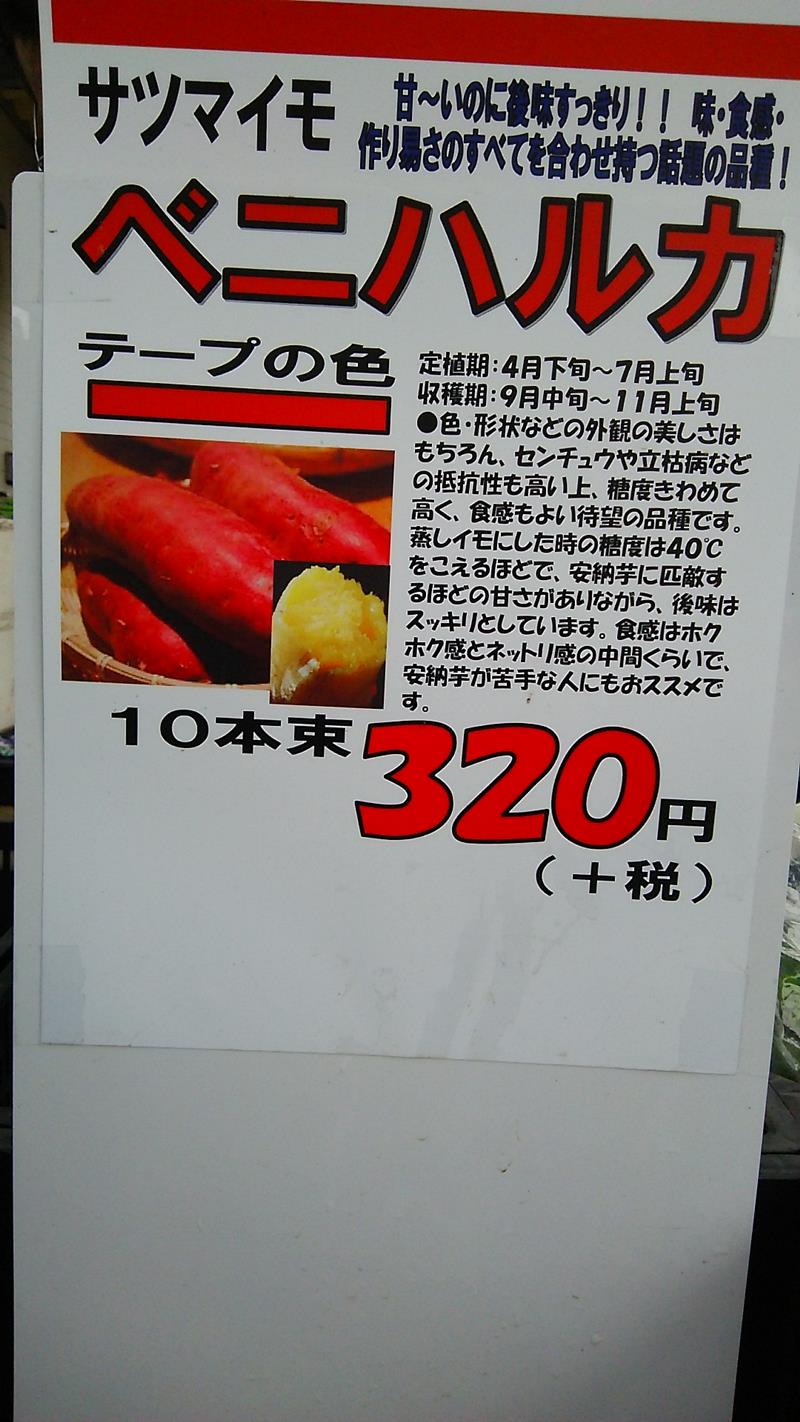 サツマイモ
甘～いのに後味すっきり！！ 味・食感・
作り易さのすべてを合わせ持つ話題の品種！
ベニハルカ
テープの色
定植期：4月下旬～7月上旬
収穫期：9月中旬～11月上旬
●色・形状などの外観の美しさは
もちろん、センチュウや立枯病など
の抵抗性も高い上、糖度きわめて
高く、食感もよい待望の品種です。
蒸しイモにした時の糖度は40℃
をこえるほどで、安納芋に匹敵す
るほどの甘さがありながら、後味は
スッキリとしています。食感はホク
ホク感とネットリ感の中間くらいで、
安納芋が苦手な人にもおススメで
す。
10本束
320円
（＋税）